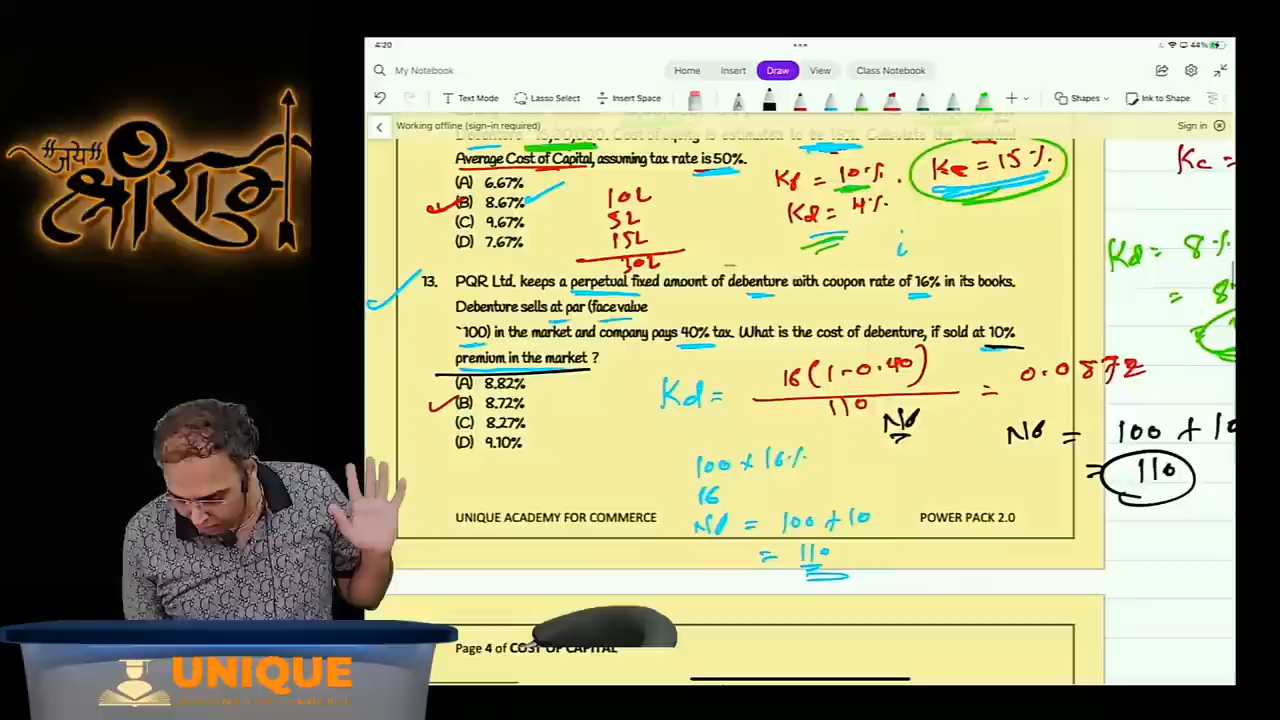 "जय"
श्रीराम
4:20
44%
My Notebook
Home Insert Draw View Class Notebook
Text Mode Lasso Select Insert Space Shapes Ink to Shape
Working offline (sign-in required) Sign in
Average Cost of Capital, assuming tax rate is 50%.
(A) 6.67%
(B) 8.67%
(C) 9.67%
(D) 7.67%
10L
5L
15L
30L
Kd = 4%
Ke = 15%
i
Kd = 8%
13. PQR Ltd. keeps a perpetual fixed amount of debenture with coupon rate of 16% in its books.
Debenture sells at par (face value
`100) in the market and company pays 40% tax. What is the cost of debenture, if sold at 10%
premium in the market ?
(A) 8.82%
(B) 8.72%
(C) 8.27%
(D) 9.10%
Kd = 16(1-0.40) = 0.0872
110
100 + 10
= 110
100 × 16%
16
= 100 + 10
= 110
UNIQUE ACADEMY FOR COMMERCE POWER PACK 2.0
Page 4 of COST OF CAPITAL
UNIQUE